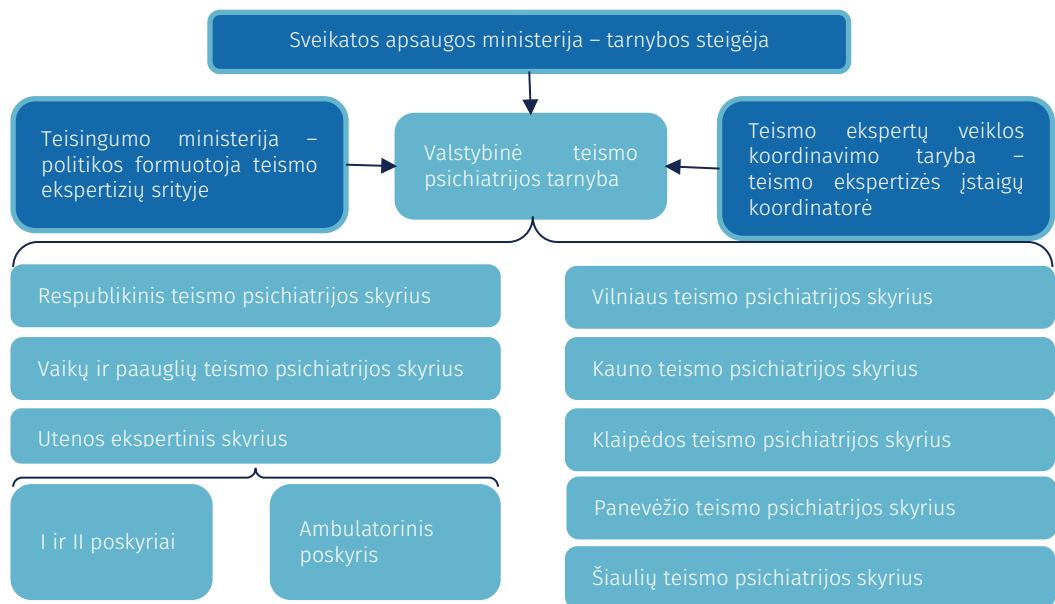 Sveikatos apsaugos ministerija – tarnybos steigėja
Teisingumo ministerija –
politikos formuotoja teismo
ekspertizių srityje
Valstybinė teismo
psichiatrijos tarnyba
Teismo ekspertų veiklos
koordinavimo taryba –
teismo ekspertizės įstaigų
koordinatorė
Respublikinis teismo psichiatrijos skyrius
Vaikų ir paauglių teismo psichiatrijos skyrius
Utenos ekspertinis skyrius
I ir II poskyriai
Ambulatorinis
poskyris
Vilniaus teismo psichiatrijos skyrius
Kauno teismo psichiatrijos skyrius
Klaipėdos teismo psichiatrijos skyrius
Panevėžio teismo psichiatrijos skyrius
Šiaulių teismo psichiatrijos skyrius